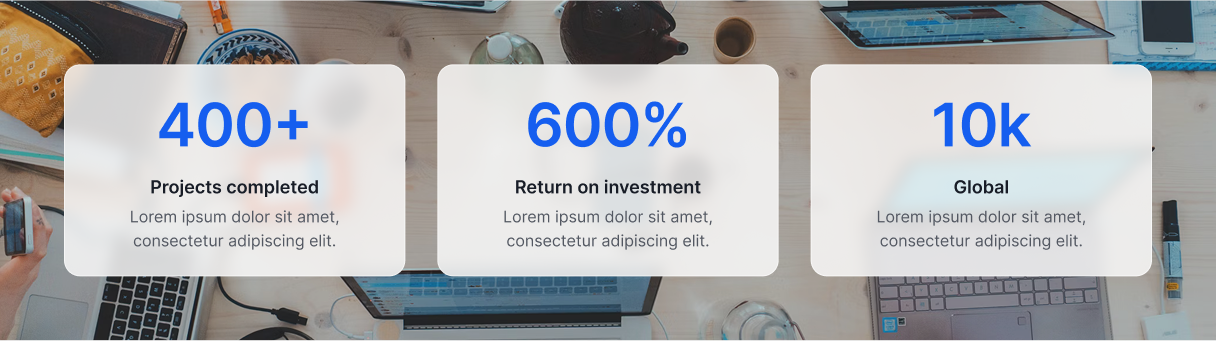 400+
Projects completed
Lorem ipsum dolor sit amet,
consectetur adipiscing elit.
600%
Return on investment
Lorem ipsum dolor sit amet,
consectetur adipiscing elit.
10k
Global
Lorem ipsum dolor sit amet,
consectetur adipiscing elit.